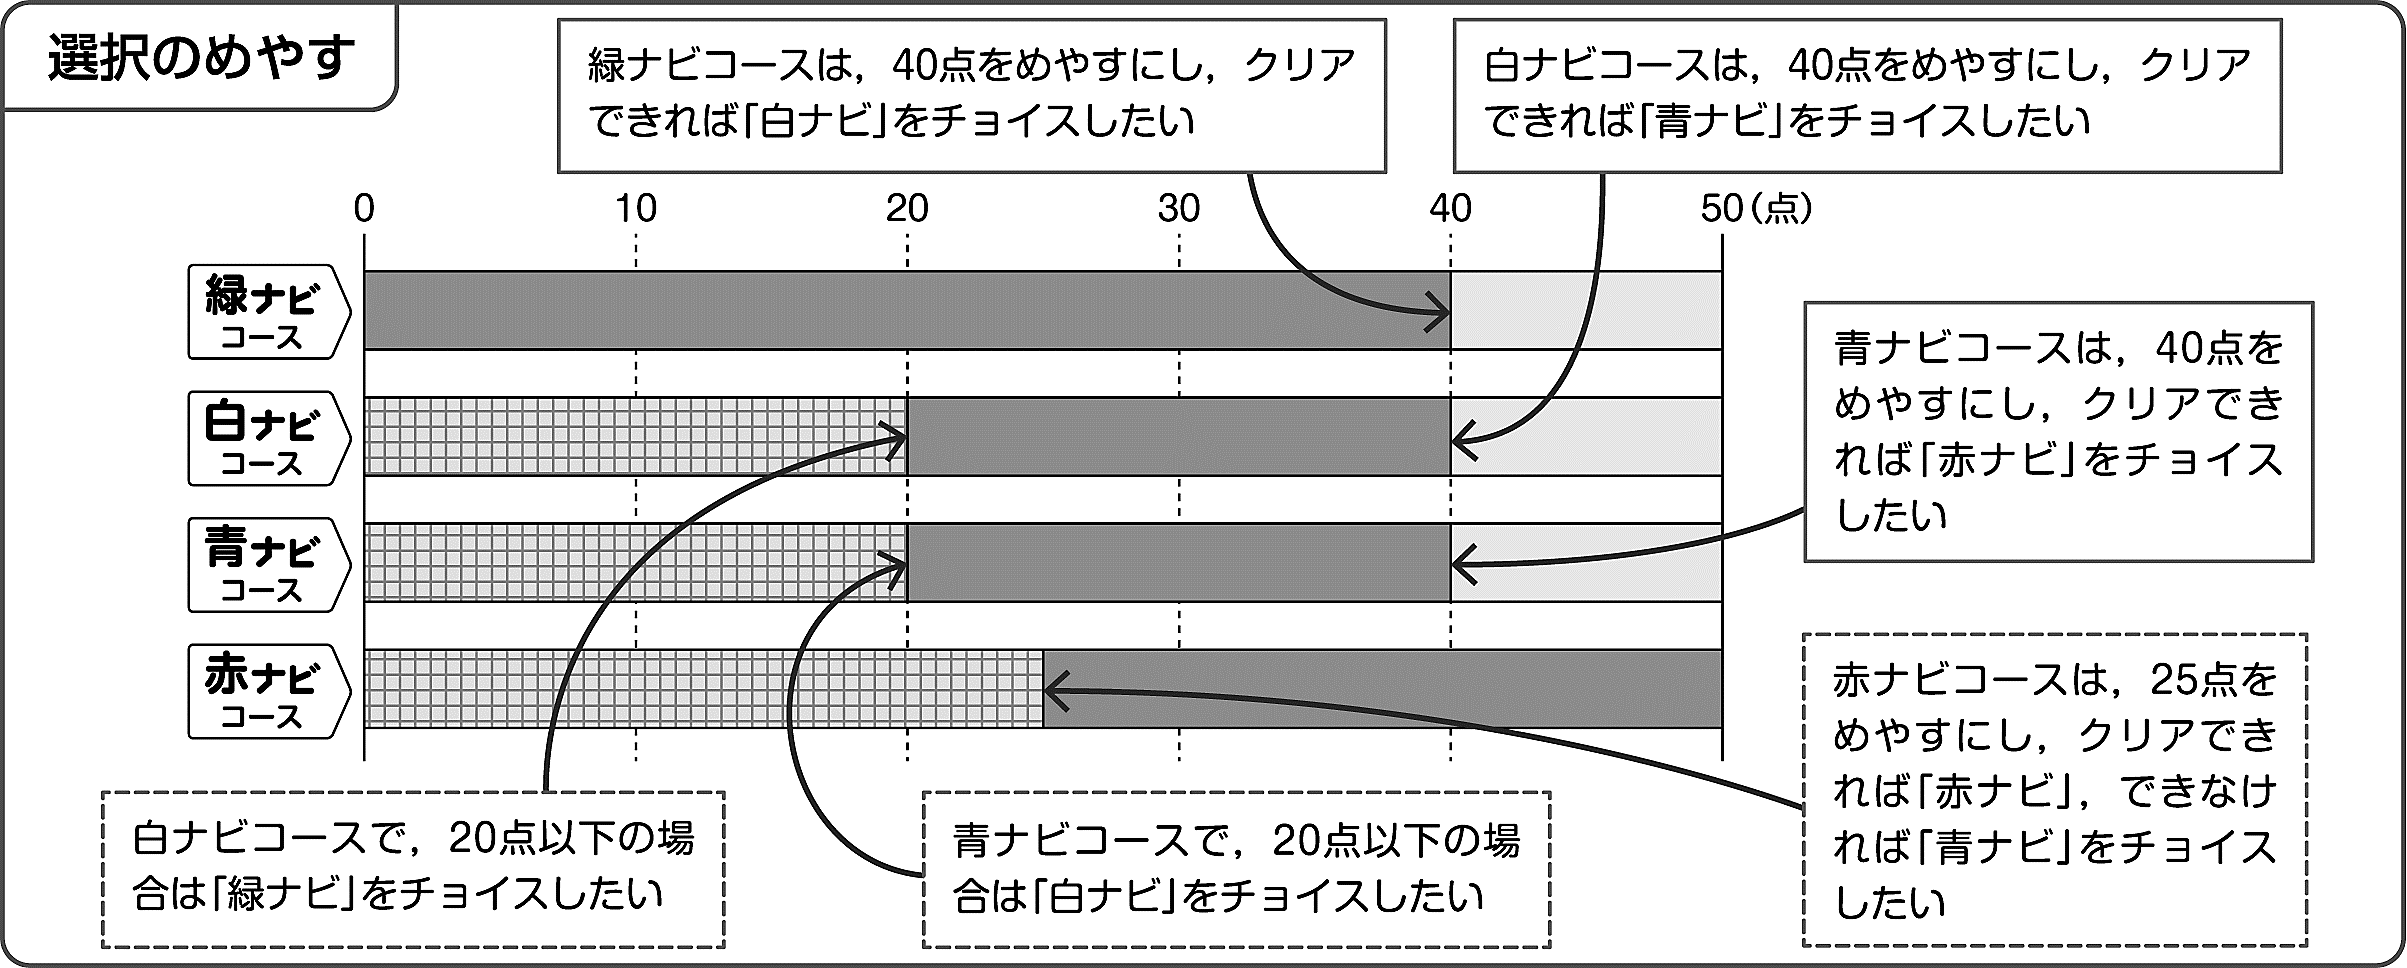 選択のめやす
緑ナビコースは，40点をめやすにし，クリア
できれば「白ナビ」をチョイスしたい
白ナビコースは，40点をめやすにし，クリア
できれば「青ナビ」をチョイスしたい
0 10 20 30 40 50（点）
緑ナビ
コース
白ナビ
コース
青ナビ
コース
赤ナビ
コース
青ナビコースは，40点を
めやすにし，クリアでき
れば「赤ナビ」をチョイス
したい
白ナビコースで，20点以下の場
合は「緑ナビ」をチョイスしたい
青ナビコースで，20点以下の場
合は「白ナビ」をチョイスしたい
赤ナビコースは，25点を
めやすにし，クリアでき
れば「赤ナビ」，できなけ
れば「青ナビ」をチョイス
したい